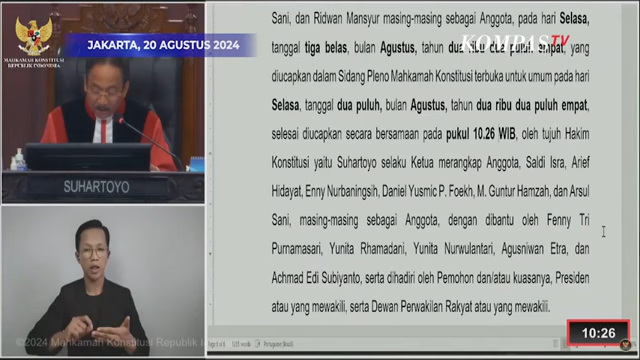 MAHKAMAH KONSTITUSI
REPUBLIK INDONESIA
JAKARTA, 20 AGUSTUS 2024
KOMPASTV
SUHARTOYO
Sani, dan Ridwan Mansyur masing-masing sebagai Anggota, pada hari Selasa,
tanggal tiga belas, bulan Agustus, tahun dua ribu dua puluh empat, yang
diucapkan dalam Sidang Pleno Mahkamah Konstitusi terbuka untuk umum pada hari
Selasa, tanggal dua puluh, bulan Agustus, tahun dua ribu dua puluh empat,
selesai diucapkan secara bersamaan pada pukul 10.26 WIB, oleh tujuh Hakim
Konstitusi yaitu Suhartoyo selaku Ketua merangkap Anggota, Saldi Isra, Arief
Hidayat, Enny Nurbaningsih, Daniel Yusmic P. Foekh, M. Guntur Hamzah, dan Arsul
Sani, masing-masing sebagai Anggota, dengan dibantu oleh Fenny Tri
Purnamasari, Yunita Rhamadani, Yunita Nurwulantari, Agusniwan Etra, dan
Achmad Edi Subiyanto, serta dihadiri oleh Pemohon dan/atau kuasanya, Presiden
atau yang mewakili, serta Dewan Perwakilan Rakyat atau yang mewakili.
©2024 Mahkamah Konstitusi Republik
10:26